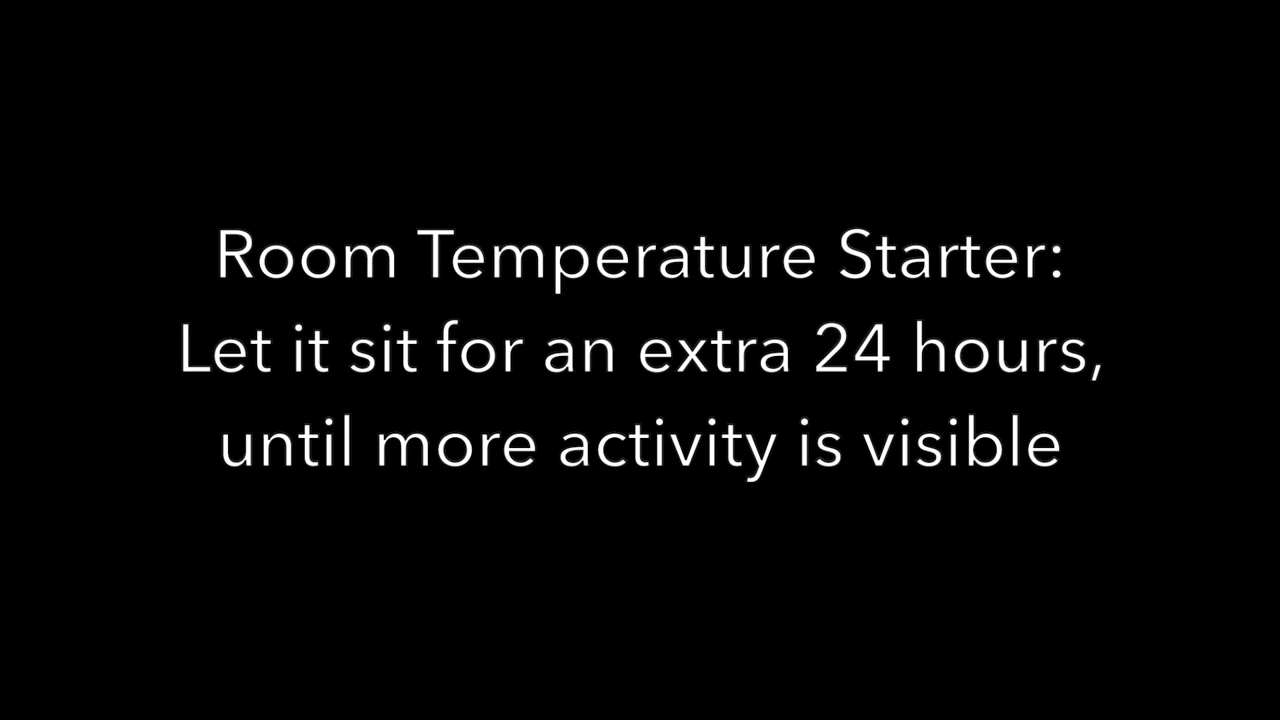 Room Temperature Starter:
Let it sit for an extra 24 hours,
until more activity is visible